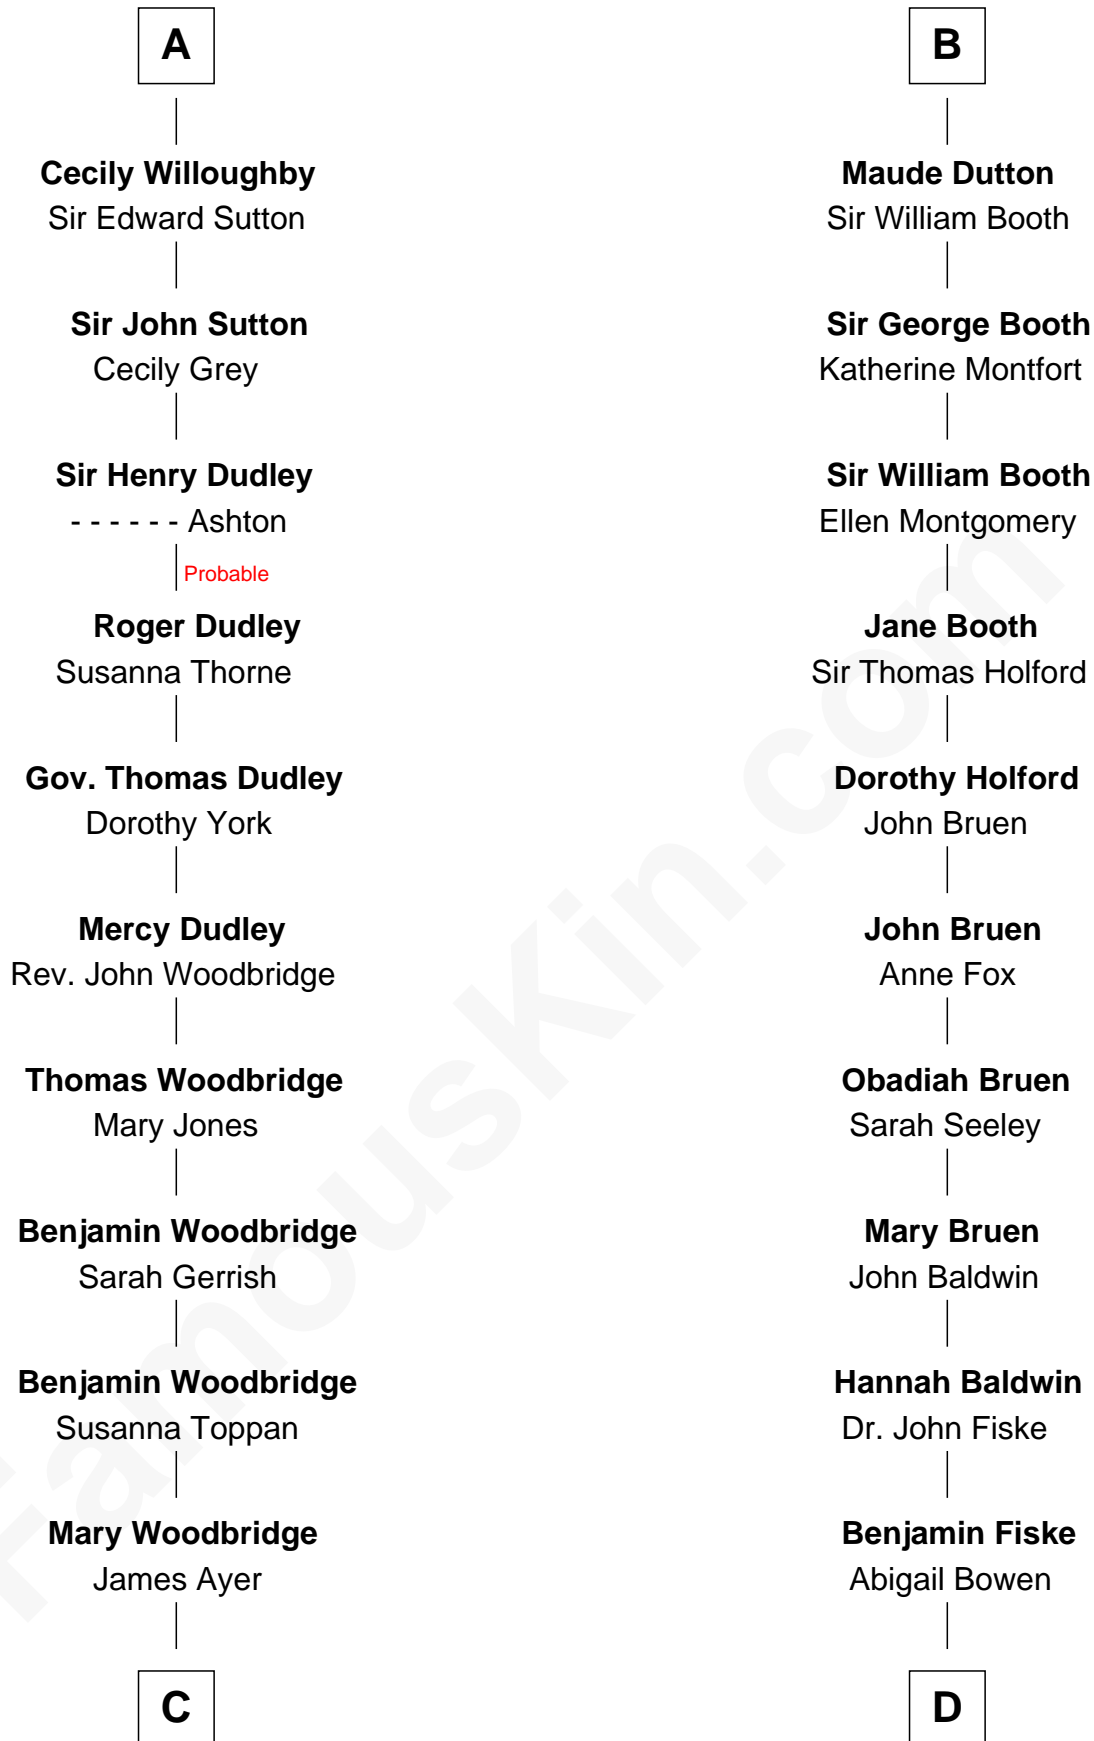 A
Cecily Willoughby
Sir Edward Sutton
Sir John Sutton
Cecily Grey
Sir Henry Dudley
- - - - - - Ashton
Probable
Roger Dudley
Susanna Thorne
Gov. Thomas Dudley
Dorothy York
Mercy Dudley
Rev. John Woodbridge
Thomas Woodbridge
Mary Jones
Benjamin Woodbridge
Sarah Gerrish
Benjamin Woodbridge
Susanna Toppan
Mary Woodbridge
James Ayer
C
B
Maude Dutton
Sir William Booth
Sir George Booth
Katherine Montfort
Sir William Booth
Ellen Montgomery
Jane Booth
Sir Thomas Holford
Dorothy Holford
John Bruen
John Bruen
Anne Fox
Obadiah Bruen
Sarah Seeley
Mary Bruen
John Baldwin
Hannah Baldwin
Dr. John Fiske
Benjamin Fiske
Abigail Bowen
D
FamousKin.com